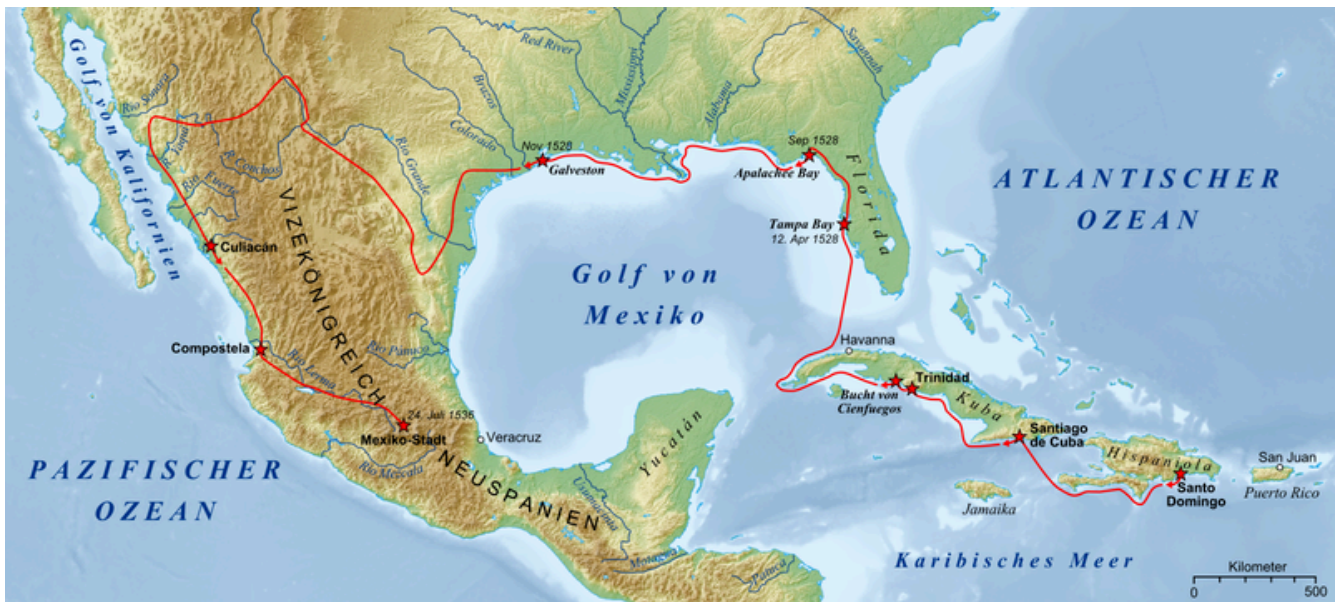 Golf von Kalifornien
Rio Sonora
R. Yaqui
R. Conchos
Rio Fuerte
Culiacán
Compostela
Rio Lerma
VIZEKÖNIGREICH
NEUSPANIEN
24. Juli 1536
Mexiko-Stadt
Rio Mezcala
Rio Panuco
Veracruz
PAZIFISCHER
OZEAN
Red River
Brazos
Colorado
Rio Grande
Mississippi
Alabama
Savannah
Nov 1528
Galveston
Sep 1528
Apalachee Bay
Florida
Tampa Bay
12. Apr 1528
ATLANTISCHER
OZEAN
Golf von
Mexiko
Havanna
Trinidad
Bucht von
Cienfuegos
Kuba
Santiago
de Cuba
Hispaniola
Santo
Domingo
San Juan
Puerto Rico
Jamaika
Yucatán
Usumacinta
Motagua
Patuca
Karibisches Meer
Kilometer
0
500